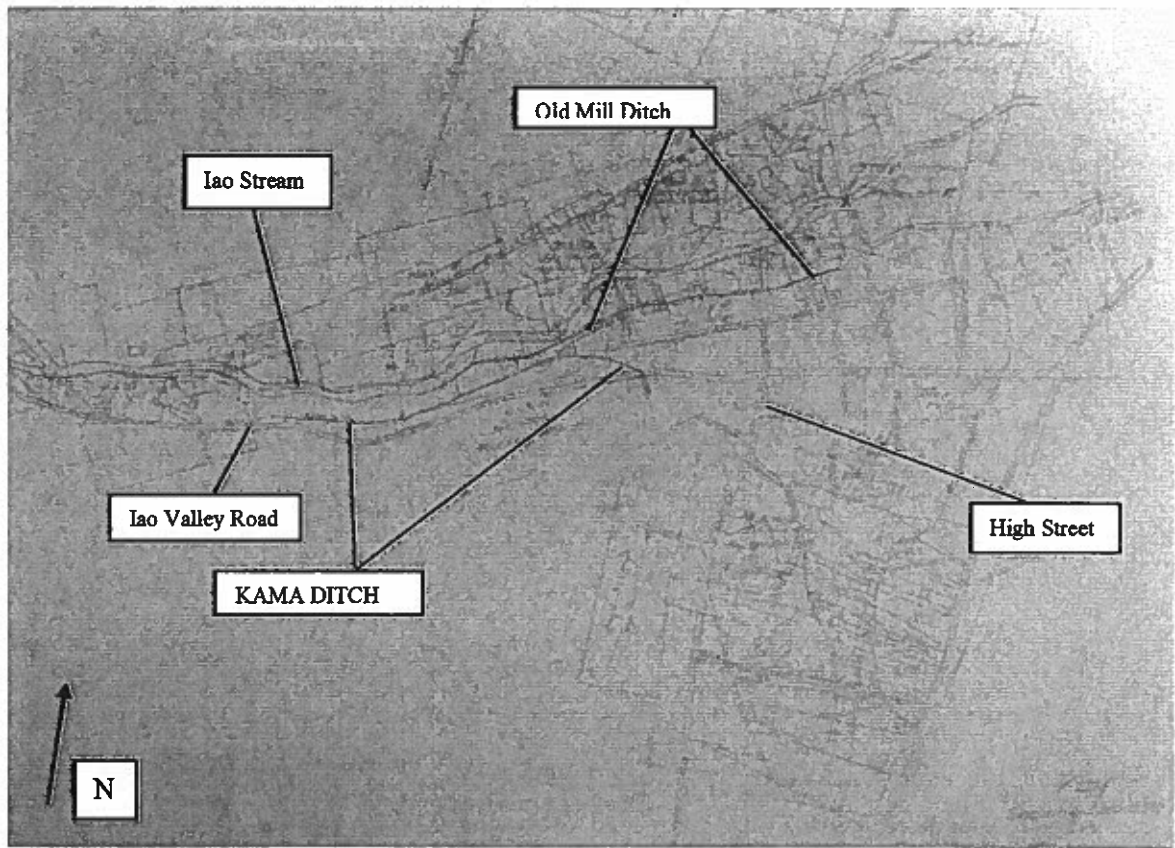 Old Mill Ditch
Iao Stream
Iao Valley Road
High Street
KAMA DITCH
N